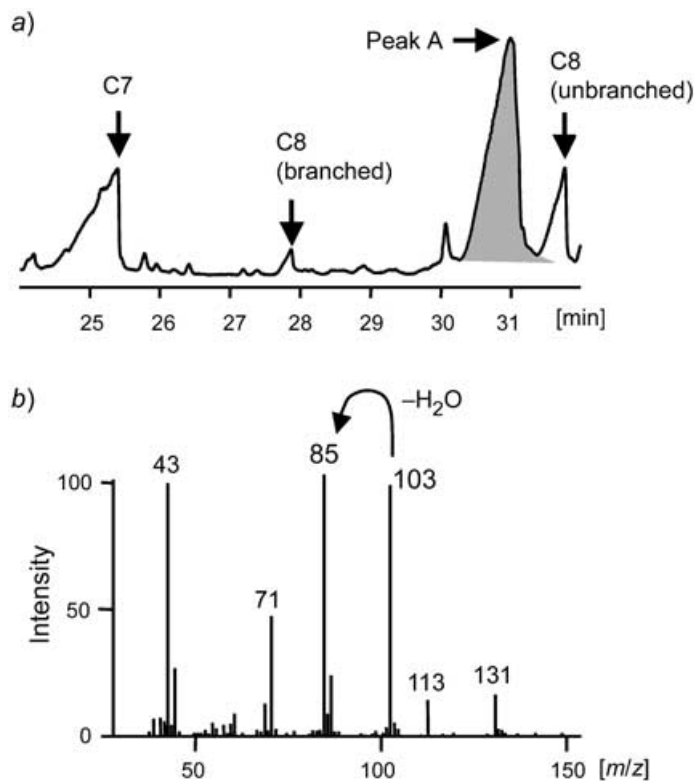 a)
Peak A
C7
C8
(unbranched)
C8
(branched)
25 26 27 28 29 30 31 [min]
b)
–H₂O
43 85 103
100
71
50
113 131
0
Intensity
50 100 150 [m/z]